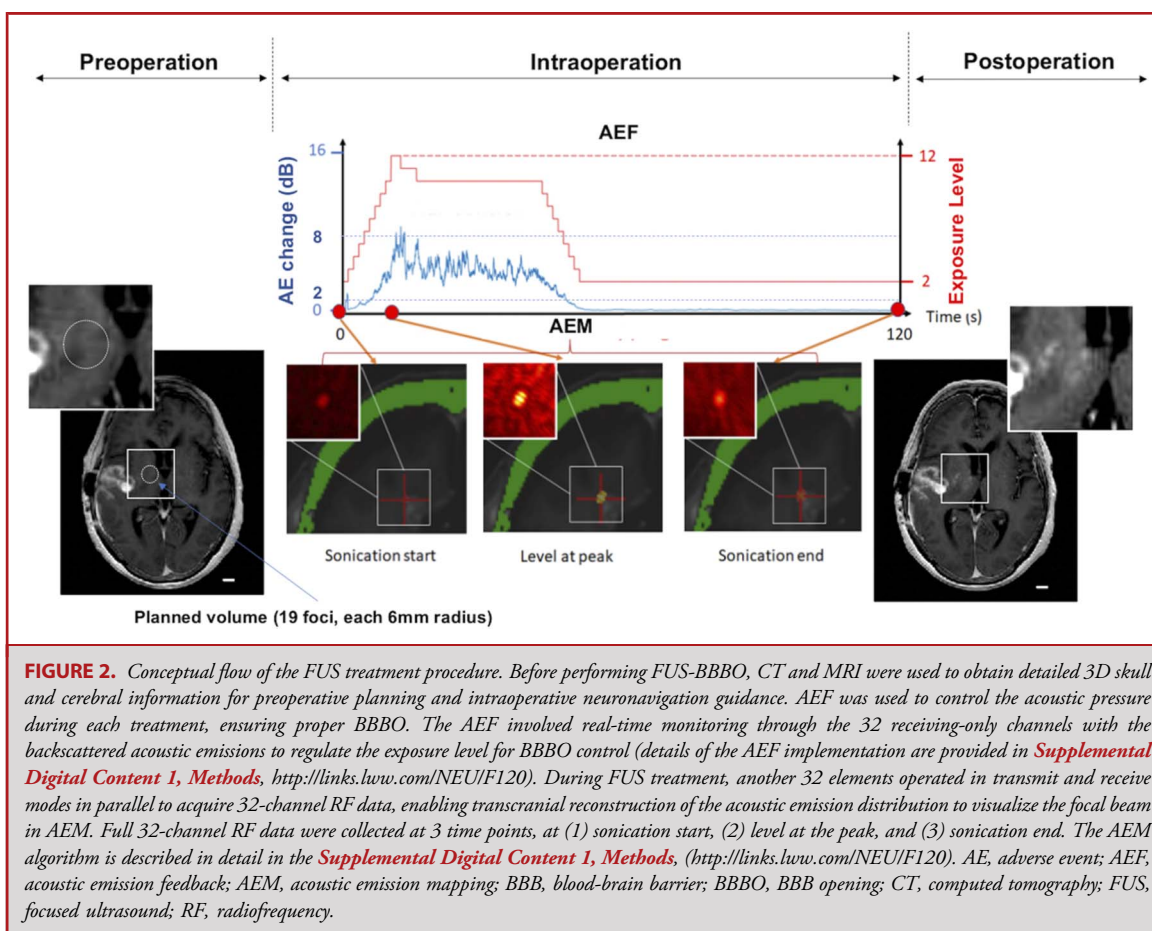 Preoperation
Intraoperation
Postoperation
AEF
16
12
AE change (dB)
Exposure Level
8
2
2
0
0
AEM
120
Time (s)
Sonication start
Level at peak
Sonication end
Planned volume (19 foci, each 6mm radius)
FIGURE 2. Conceptual flow of the FUS treatment procedure. Before performing FUS-BBBO, CT and MRI were used to obtain detailed 3D skull
and cerebral information for preoperative planning and intraoperative neuronavigation guidance. AEF was used to control the acoustic pressure
during each treatment, ensuring proper BBBO. The AEF involved real-time monitoring through the 32 receiving-only channels with the
backscattered acoustic emissions to regulate the exposure level for BBBO control (details of the AEF implementation are provided in Supplemental
Digital Content 1, Methods, http://links.lww.com/NEU/F120). During FUS treatment, another 32 elements operated in transmit and receive
modes in parallel to acquire 32-channel RF data, enabling transcranial reconstruction of the acoustic emission distribution to visualize the focal beam
in AEM. Full 32-channel RF data were collected at 3 time points, at (1) sonication start, (2) level at the peak, and (3) sonication end. The AEM
algorithm is described in detail in the Supplemental Digital Content 1, Methods, (http://links.lww.com/NEU/F120). AE, adverse event; AEF,
acoustic emission feedback; AEM, acoustic emission mapping; BBB, blood-brain barrier; BBBO, BBB opening; CT, computed tomography; FUS,
focused ultrasound; RF, radiofrequency.